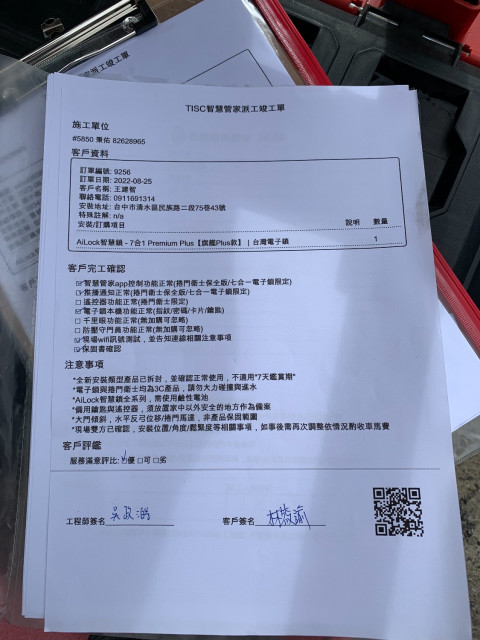 派工竣工單
TISC智慧管家派工竣工單
施工單位
#5850 秉佑 82628965
客戶資料
訂單編號: 9256
訂單日期: 2022-08-25
客戶名稱: 王建智
聯絡電話: 0911691314
安裝地址: 台中市清水區民族路二段75巷43號
特殊註解: n/a
安裝/訂購項目 說明 數量
AiLock智慧鎖 - 7合1 Premium Plus【旗艦Plus款】 | 台灣電子鎖 1
客戶完工確認
☑智慧管家app控制功能正常(捲門衛士保全版/七合一電子鎖限定)
☑推播通知正常(捲門衛士保全版/七合一電子鎖限定)
☐遙控器功能正常(捲門衛士限定)
☑電子鎖本機功能正常(指紋/密碼/卡片/鑰匙)
☐千里眼功能正常(無加購可忽略)
☐防壓守門員功能正常(無加購可忽略)
☑現場wifi訊號測試，並告知連線相關注意事項
☑保固書確認
注意事項
*全新安裝類型產品已拆封，並確認正常使用，不適用"7天鑑賞期"
*電子鎖與捲門衛士均為3C產品，請勿大力碰撞與進水
*AiLock智慧鎖全系列，需使用鹼性電池
*備用鑰匙與遙控器，須放置家中以外安全的地方作為備案
*大門傾斜，水平反弓位移/捲門馬達，非產品保固範圍
*現場雙方已確認，安裝位置/角度/鬆緊度等相關事項，如事後需再次調整依情況酌收車馬費
客戶評鑑
服務滿意評比: ☑優 ☐可 ☐劣
工程師簽名 吳政 客戶簽名 林